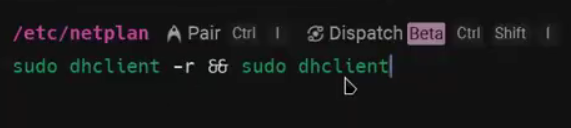 /etc/netplan Pair Ctrl I Dispatch Beta Ctrl Shift I
sudo dhclient -r && sudo dhclient